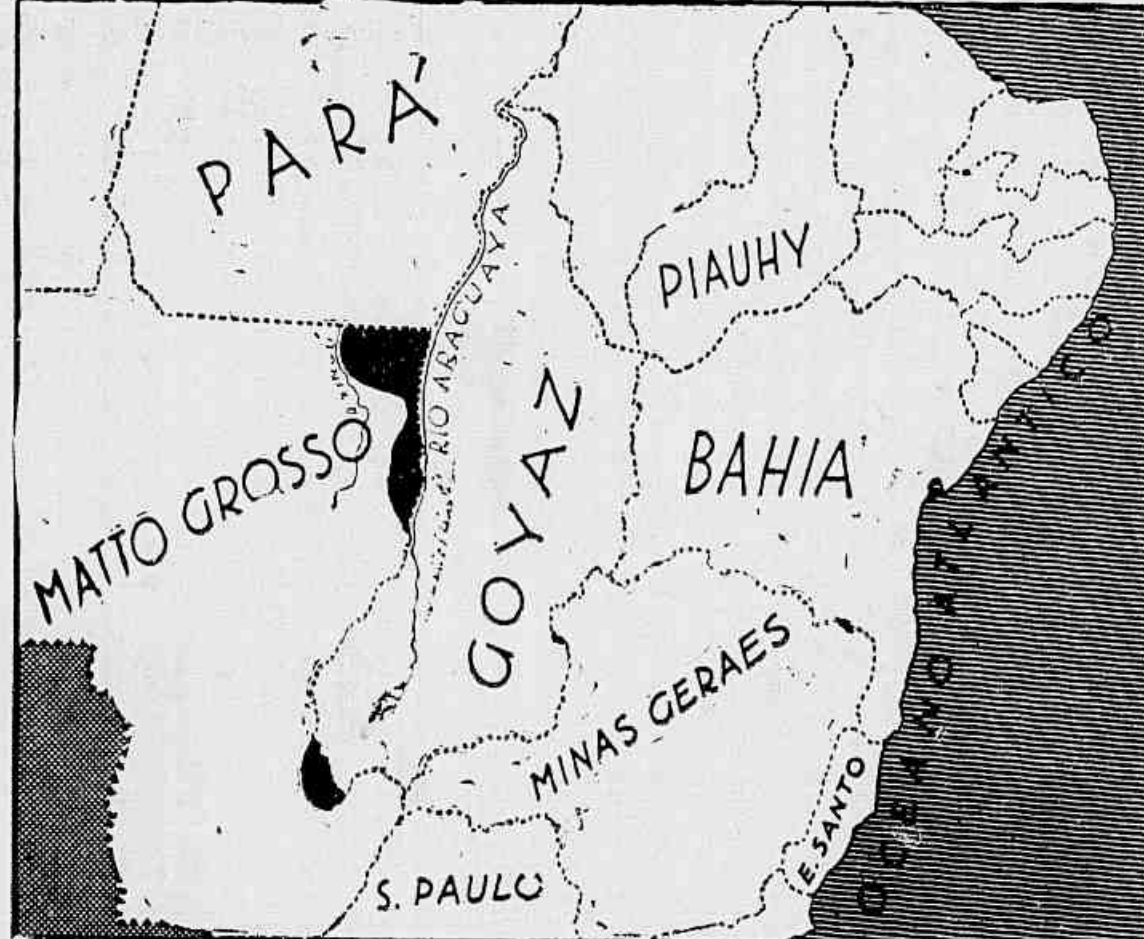 PARÁ
PIAUHY
RIO ARAGUAYA
MATTO GROSSO
GOYAZ
BAHIA
OCEANO ATLANTICO
MINAS GERAES
E. SANTO
S. PAULO